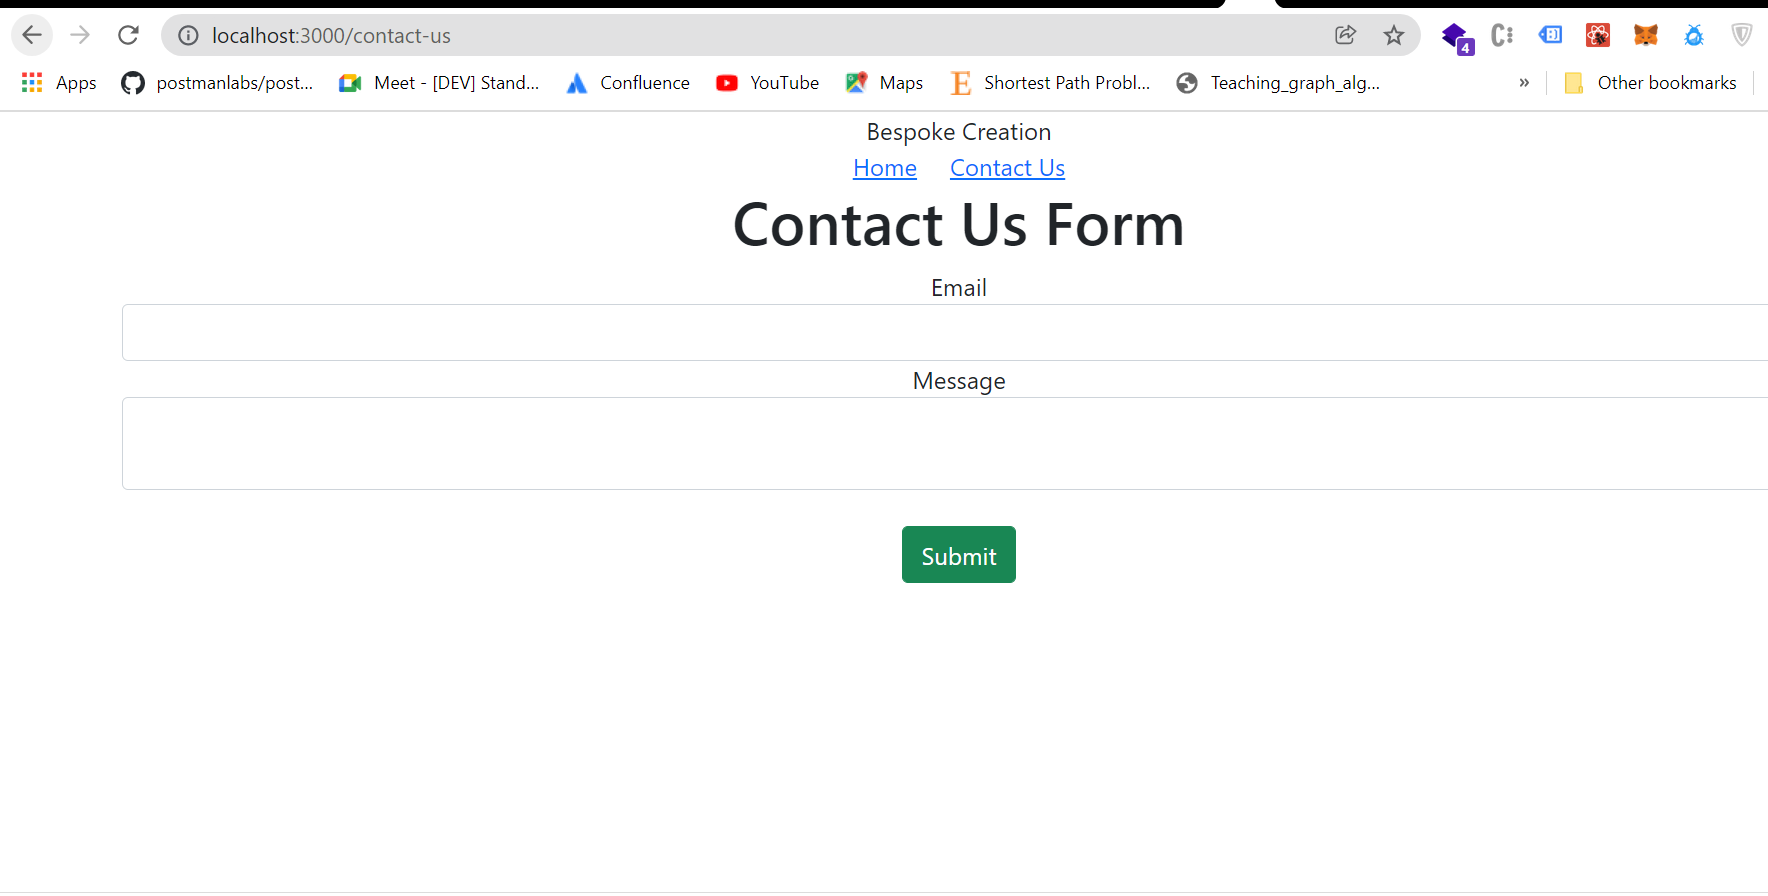 localhost:3000/contact-us
4
Apps postmanlabs/post... Meet - [DEV] Stand... Confluence YouTube Maps Shortest Path Probl... Teaching_graph_alg... » Other bookmarks
Bespoke Creation
Home Contact Us
Contact Us Form
Email
Message
Submit